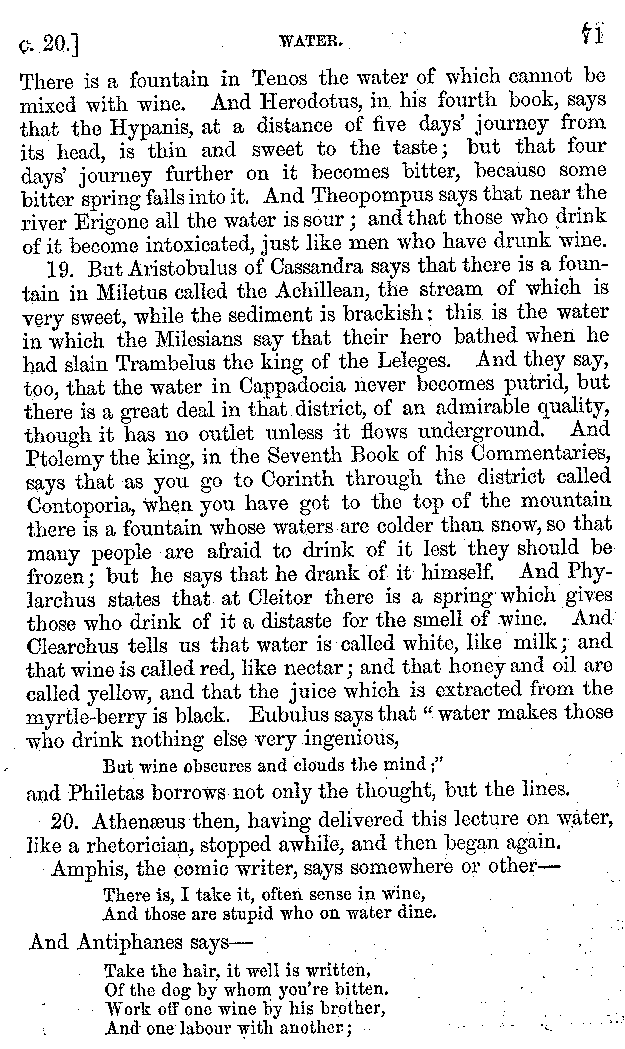 c. 20.] WATER. 71
There is a fountain in Tenos the water of which cannot be
mixed with wine. And Herodotus, in his fourth book, says
that the Hypanis, at a distance of five days' journey from
its head, is thin and sweet to the taste; but that four
days' journey further on it becomes bitter, because some
bitter spring falls into it. And Theopompus says that near the
river Erigone all the water is sour; and that those who drink
of it become intoxicated, just like men who have drunk wine.
19. But Aristobulus of Cassandra says that there is a foun-
tain in Miletus called the Achillean, the stream of which is
very sweet, while the sediment is brackish: this is the water
in which the Milesians say that their hero bathed when he
had slain Trambelus the king of the Leleges. And they say,
too, that the water in Cappadocia never becomes putrid, but
there is a great deal in that district, of an admirable quality,
though it has no outlet unless it flows underground. And
Ptolemy the king, in the Seventh Book of his Commentaries,
says that as you go to Corinth through the district called
Contoporia, when you have got to the top of the mountain
there is a fountain whose waters are colder than snow, so that
many people are afraid to drink of it lest they should be
frozen; but he says that he drank of it himself. And Phy-
larchus states that at Cleitor there is a spring which gives
those who drink of it a distaste for the smell of wine. And
Clearchus tells us that water is called white, like milk; and
that wine is called red, like nectar; and that honey and oil are
called yellow, and that the juice which is extracted from the
myrtle-berry is black. Eubulus says that "water makes those
who drink nothing else very ingenious,
But wine obscures and clouds the mind;"
and Philetas borrows not only the thought, but the lines.
20. Athenæus then, having delivered this lecture on water,
like a rhetorician, stopped awhile, and then began again.
Amphis, the comic writer, says somewhere or other—
There is, I take it, often sense in wine,
And those are stupid who on water dine.
And Antiphanes says—
Take the hair, it well is written,
Of the dog by whom you're bitten.
Work off one wine by his brother,
And one labour with another;